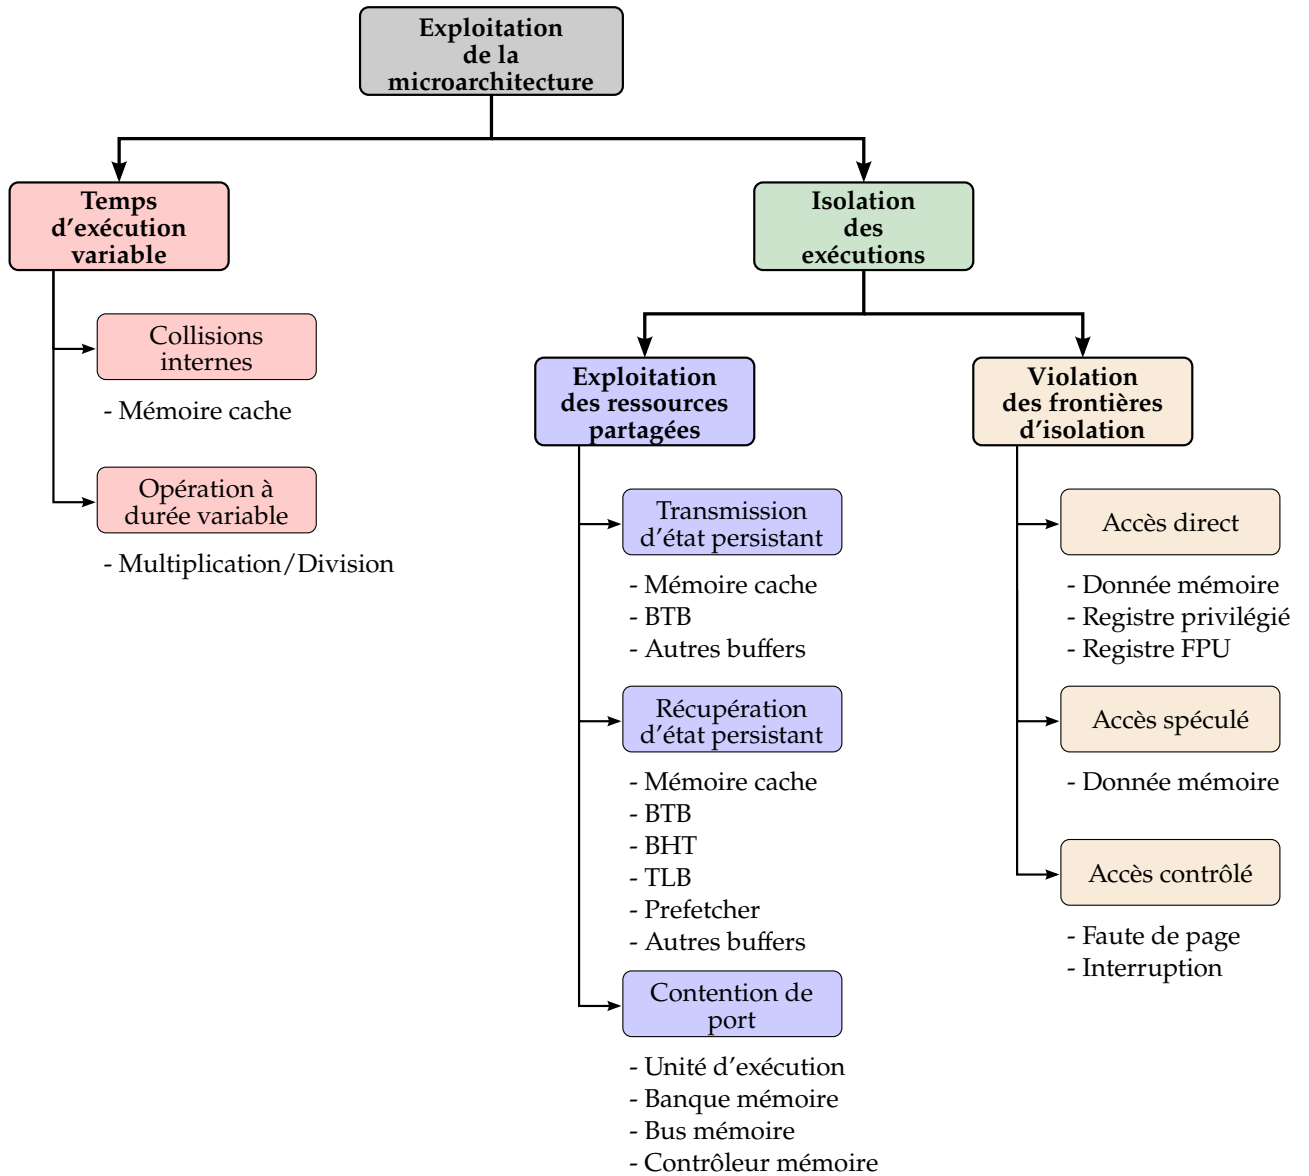 Exploitation
de la
microarchitecture
Temps
d'exécution
variable
Collisions
internes
- Mémoire cache
Opération à
durée variable
- Multiplication/Division
Isolation
des
exécutions
Exploitation
des ressources
partagées
Transmission
d'état persistant
- Mémoire cache
- BTB
- Autres buffers
Récupération
d'état persistant
- Mémoire cache
- BTB
- BHT
- TLB
- Prefetcher
- Autres buffers
Contention de
port
- Unité d'exécution
- Banque mémoire
- Bus mémoire
- Contrôleur mémoire
Violation
des frontières
d'isolation
Accès direct
- Donnée mémoire
- Registre privilégié
- Registre FPU
Accès spéculé
- Donnée mémoire
Accès contrôlé
- Faute de page
- Interruption